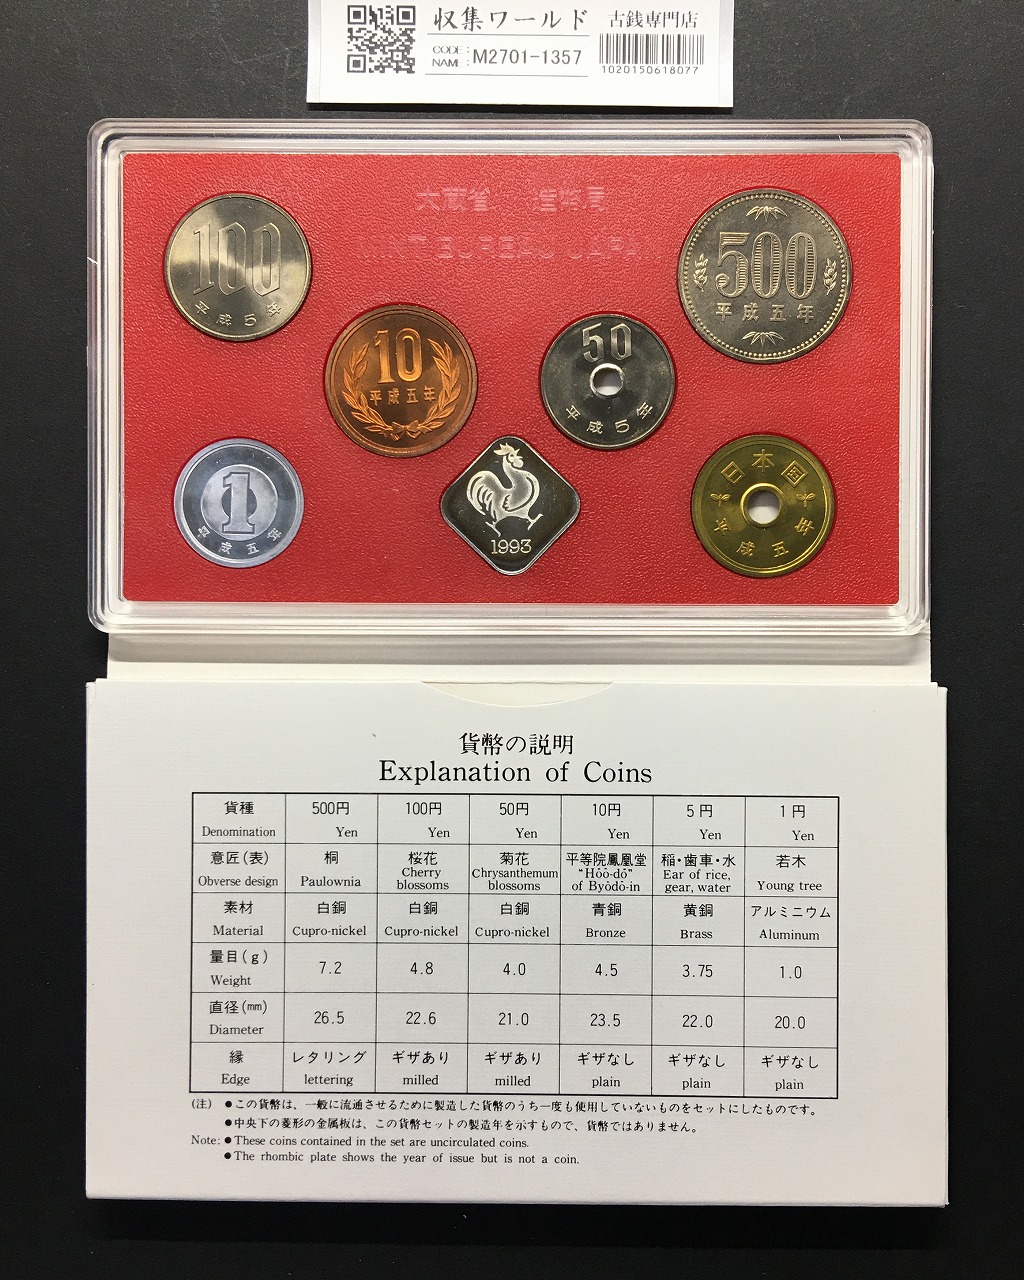 収集ワールド 古銭専門店
CODE:
NAME: M2701-1357
1020150618077
大蔵省 造幣局
MINT BUREAU JAPAN
100
平成5年
500
平成五年
10
平成五年
50
平成5年
1
平成五年
1993
日本国
平成五年
貨幣の説明
Explanation of Coins
貨種 500円 100円 50円 10円 5円 1円
Denomination Yen Yen Yen Yen Yen Yen
意匠(表) 桐 桜花 菊花 平等院鳳凰堂 稲・歯車・水 若木
Obverse design Paulownia Cherry blossoms Chrysanthemum blossoms "Hôô-dô" of Byôdô-in Ear of rice, gear, water Young tree
素材 白銅 白銅 白銅 青銅 黄銅 アルミニウム
Material Cupro-nickel Cupro-nickel Cupro-nickel Bronze Brass Aluminum
量目(g) 7.2 4.8 4.0 4.5 3.75 1.0
Weight
直径(mm) 26.5 22.6 21.0 23.5 22.0 20.0
Diameter
縁 レタリング ギザあり ギザあり ギザなし ギザなし ギザなし
Edge lettering milled milled plain plain plain
(注) ●この貨幣は、一般に流通させるために製造した貨幣のうち一度も使用していないものをセットにしたものです。
●中央下の菱形の金属板は、この貨幣セットの製造年を示すもので、貨幣ではありません。
Note: ●These coins contained in the set are uncirculated coins.
●The rhombic plate shows the year of issue but is not a coin.